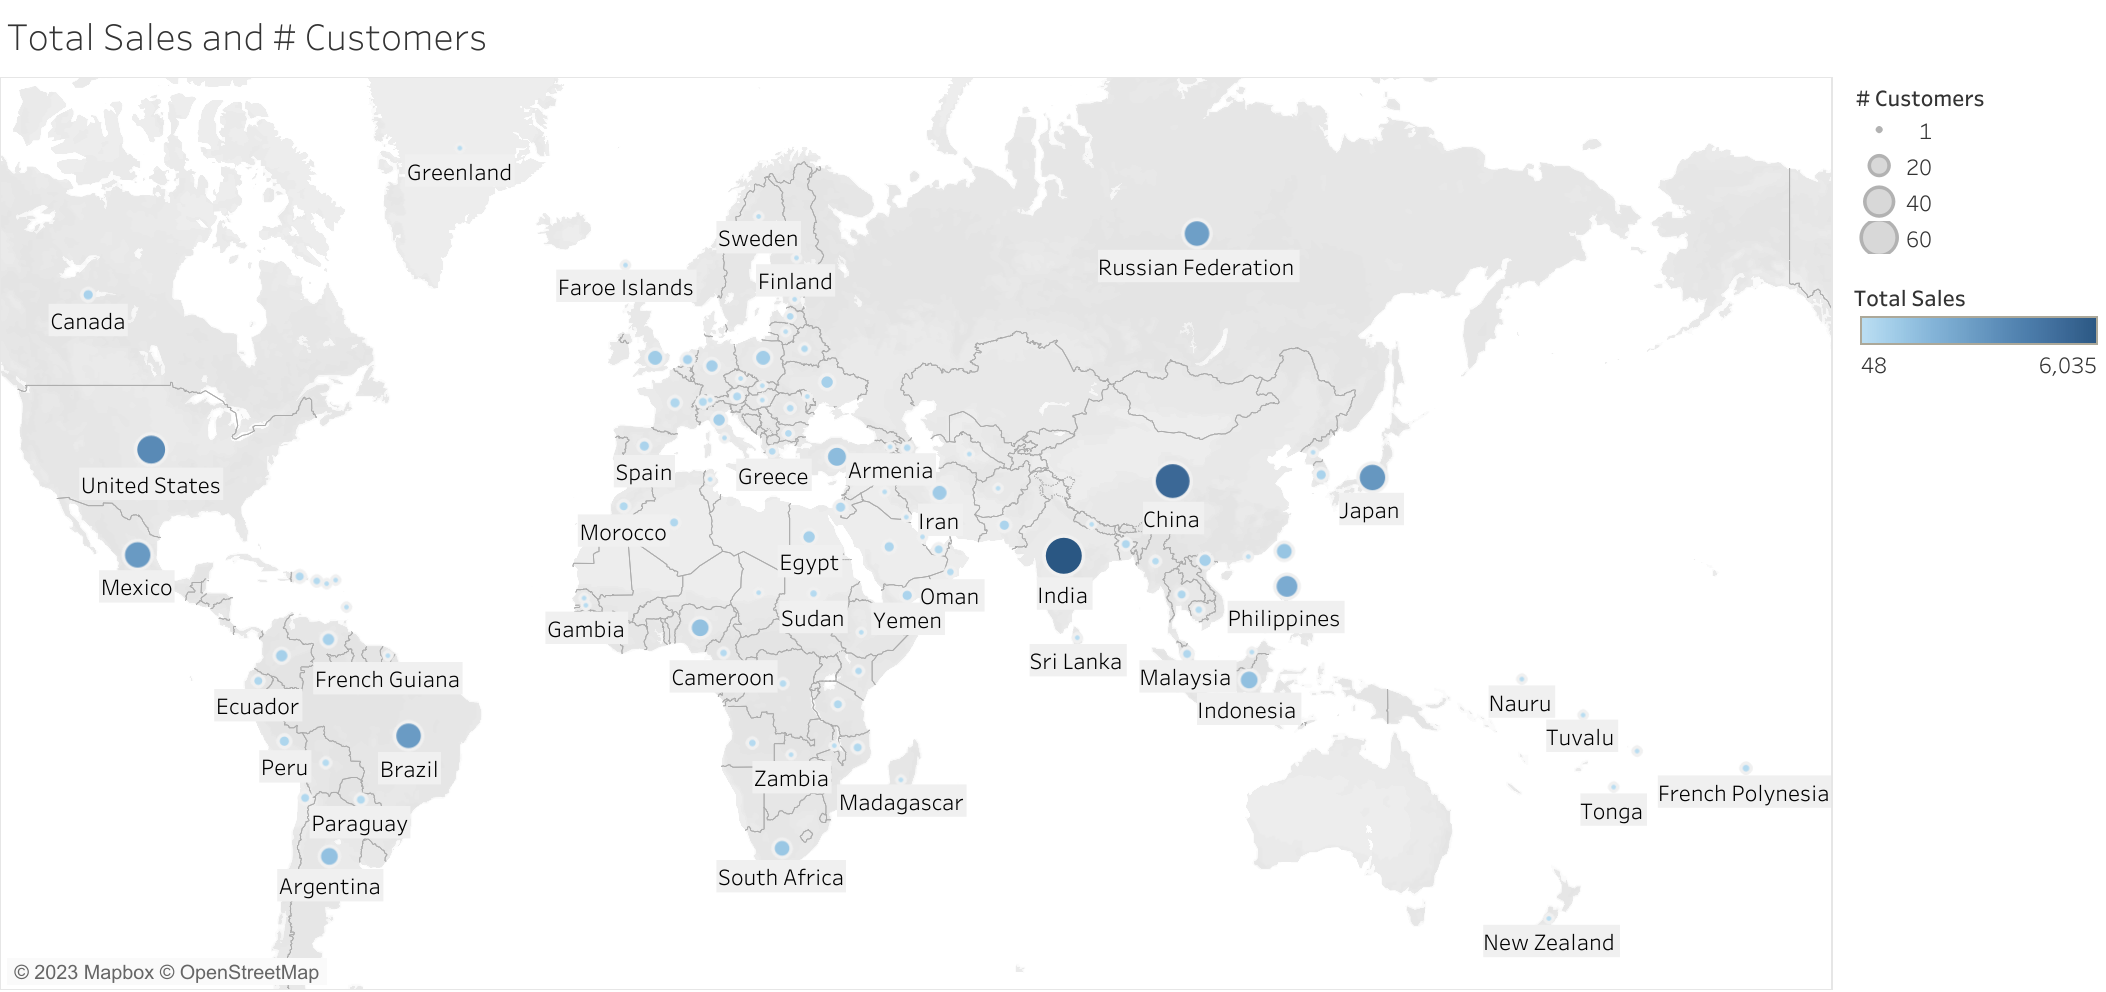 Total Sales and # Customers
# Customers
1
20
40
60
Total Sales
48 6,035
Greenland
Sweden
Russian Federation
Finland
Faroe Islands
Canada
Spain
Armenia
Greece
United States
Japan
China
Iran
Morocco
Egypt
Mexico
India
Oman
Philippines
Sudan
Yemen
Gambia
Sri Lanka
Cameroon
Malaysia
French Guiana
Nauru
Ecuador
Indonesia
Tuvalu
Peru
Brazil
Zambia
French Polynesia
Madagascar
Tonga
Paraguay
South Africa
Argentina
New Zealand
© 2023 Mapbox © OpenStreetMap